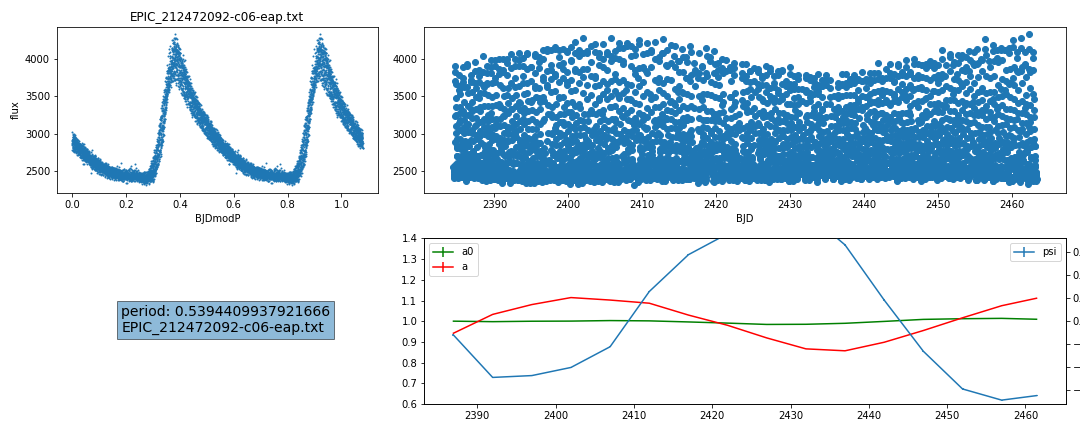 EPIC_212472092-c06-eap.txt
flux
4000
3500
3000
2500
0.0 0.2 0.4 0.6 0.8 1.0
BJDmodP
4000
3500
3000
2500
2390 2400 2410 2420 2430 2440 2450 2460
BJD
period: 0.5394409937921666
EPIC_212472092-c06-eap.txt
1.4
1.3
1.2
1.1
1.0
0.9
0.8
0.7
0.6
a0
a
psi
2390 2400 2410 2420 2430 2440 2450 2460